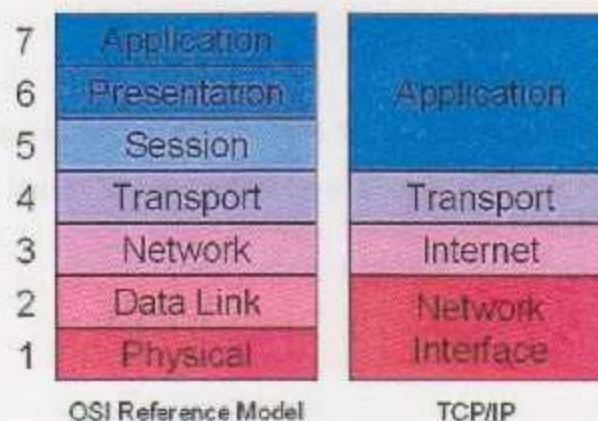 7 Application
6 Presentation
5 Session
4 Transport
3 Network
2 Data Link
1 Physical
OSI Reference Model
Application
Transport
Internet
Network
Interface
TCP/IP